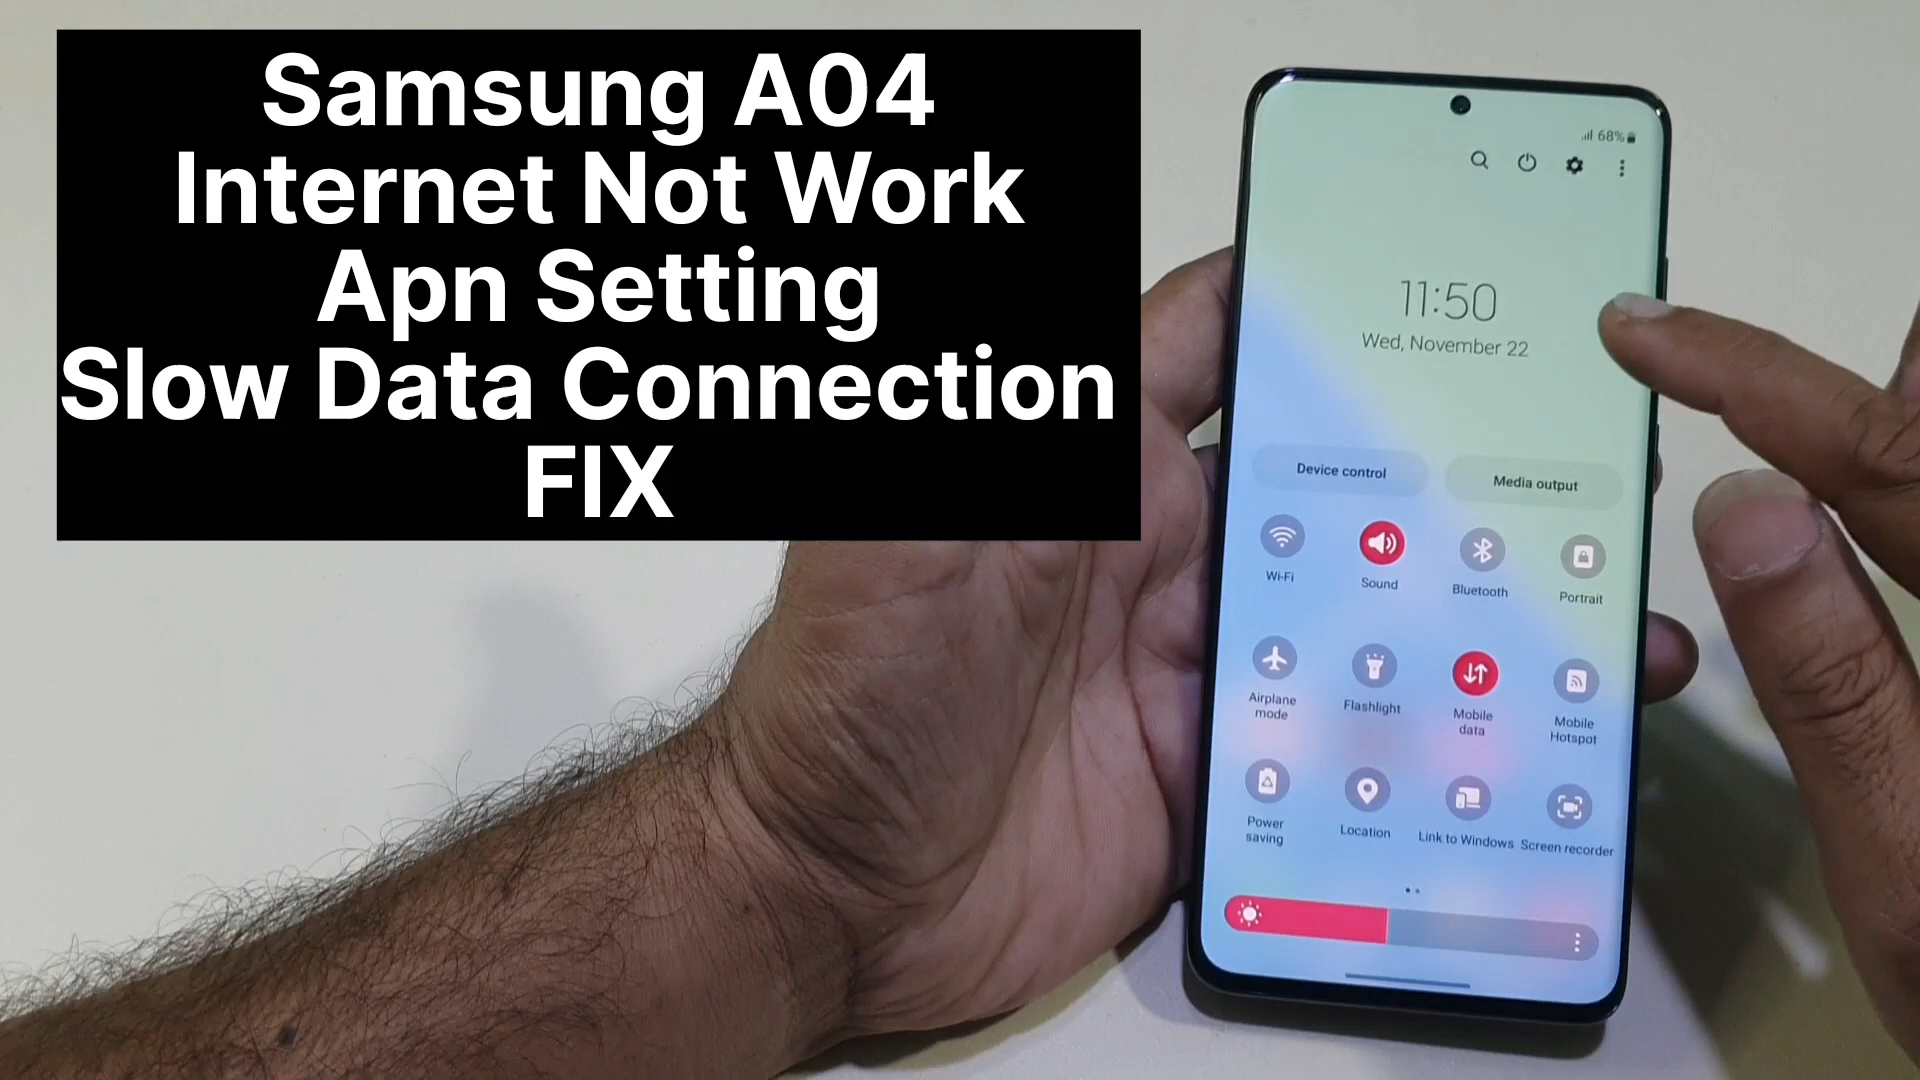 Samsung A04
Internet Not Work
Apn Setting
Slow Data Connection
FIX
68%
11:50
Wed, November 22
Device control
Media output
Wi-Fi
Sound
Bluetooth
Portrait
Airplane
mode
Flashlight
Mobile
data
Mobile
Hotspot
Power
saving
Location
Link to Windows
Screen recorder